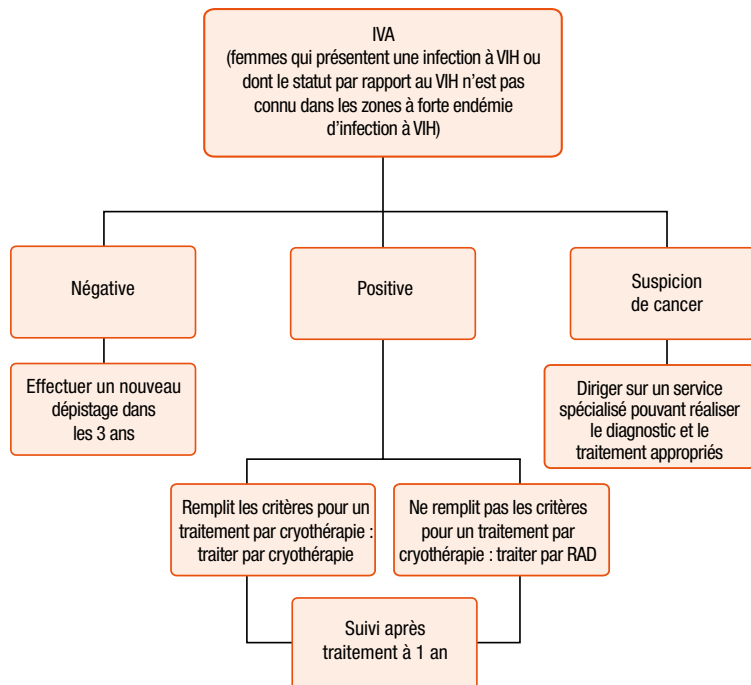 IVA
(femmes qui présentent une infection à VIH ou
dont le statut par rapport au VIH n’est pas
connu dans les zones à forte endémie
d’infection à VIH)
Négative
Positive
Suspicion
de cancer
Effectuer un nouveau
dépistage dans
les 3 ans
Diriger sur un service
spécialisé pouvant réaliser
le diagnostic et le
traitement appropriés
Remplit les critères pour un
traitement par cryothérapie :
traiter par cryothérapie
Ne remplit pas les critères
pour un traitement par
cryothérapie : traiter par RAD
Suivi après
traitement à 1 an